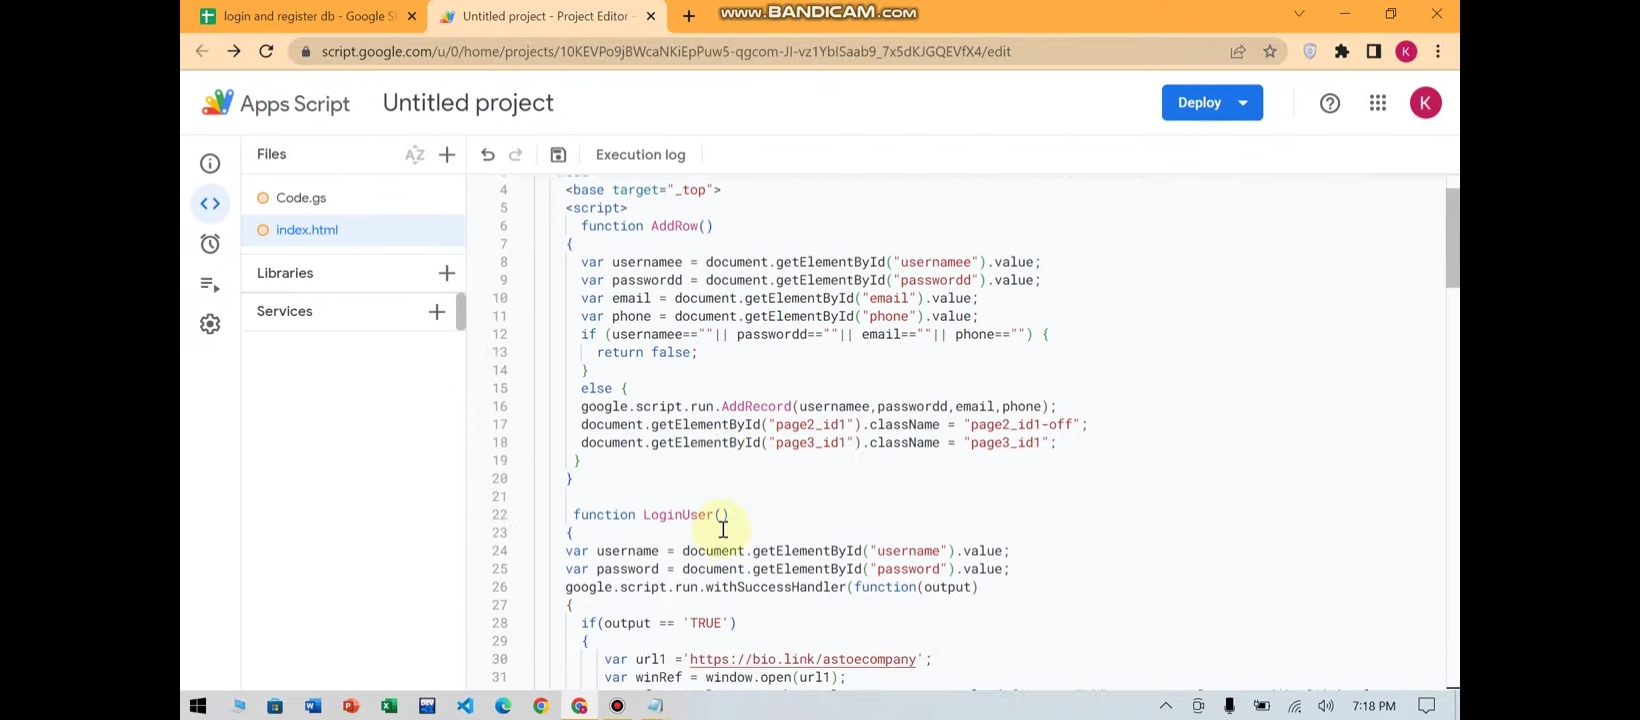 www.BANDICAM.com
login and register db - Google S
Untitled project - Project Editor -
script.google.com/u/0/home/projects/10KEVPo9jBWcaNKiEpPuw5-qgcom-JI-vz1YbISaab9_7x5dKJGQEVfX4/edit
K
Apps Script
Untitled project
Deploy
K
Files
AZ
Execution log
Code.gs
index.html
Libraries
Services
4 <base target="_top">
5 <script>
6 function AddRow()
7 {
8 var usernamee = document.getElementById("usernamee").value;
9 var passwordd = document.getElementById("passwordd").value;
10 var email = document.getElementById("email").value;
11 var phone = document.getElementById("phone").value;
12 if (usernamee==""|| passwordd==""|| email==""|| phone=="") {
13 return false;
14 }
15 else {
16 google.script.run.AddRecord(usernamee,passwordd,email,phone);
17 document.getElementById("page2_id1").className = "page2_id1-off";
18 document.getElementById("page3_id1").className = "page3_id1";
19 }
20 }
21
22 function LoginUser()
23 {
24 var username = document.getElementById("username").value;
25 var password = document.getElementById("password").value;
26 google.script.run.withSuccessHandler(function(output)
27 {
28 if(output == 'TRUE')
29 {
30 var url1 ='https://bio.link/astoecompany';
31 var winRef = window.open(url1);
7:18 PM